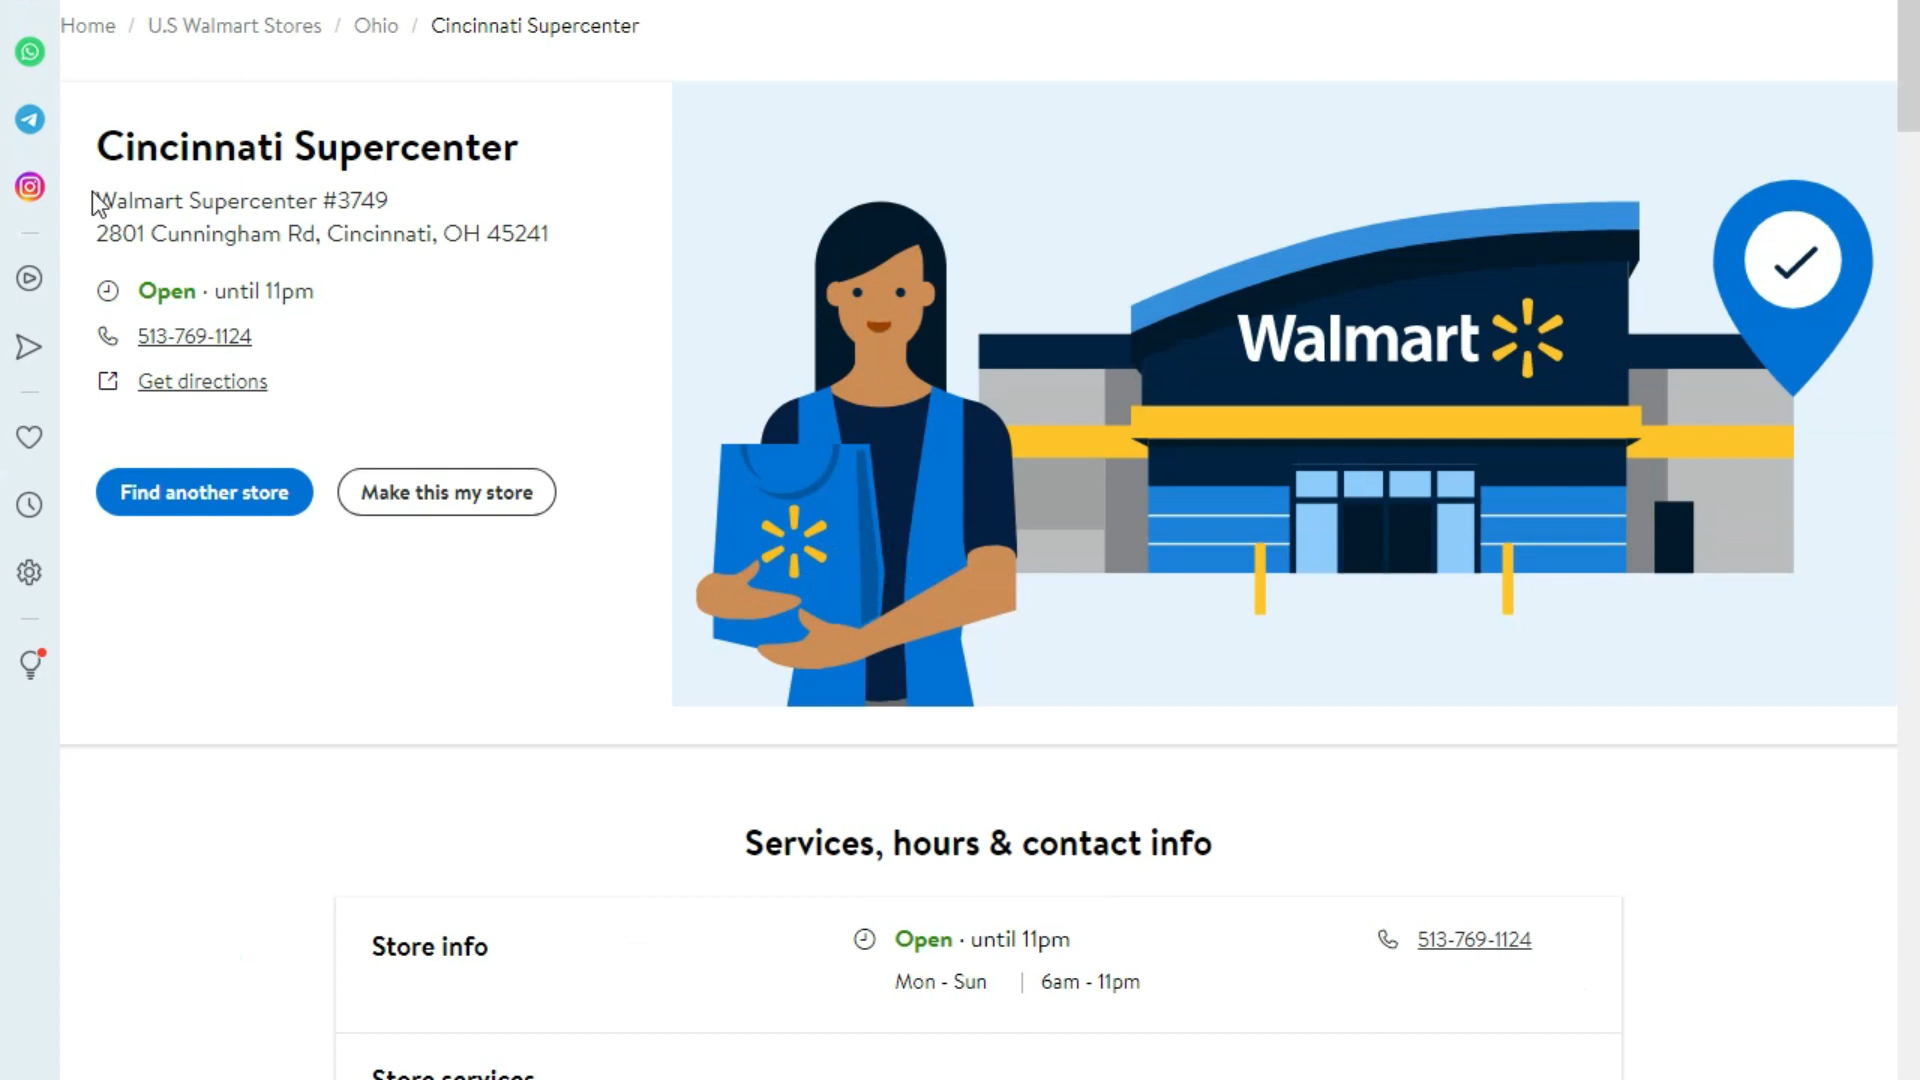 Home / U.S Walmart Stores / Ohio / Cincinnati Supercenter
Cincinnati Supercenter
Walmart Supercenter #3749
2801 Cunningham Rd, Cincinnati, OH 45241
Open · until 11pm
513-769-1124
Get directions
Find another store
Make this my store
Walmart
Services, hours & contact info
Store info
Open · until 11pm
513-769-1124
Mon - Sun | 6am - 11pm
Store services